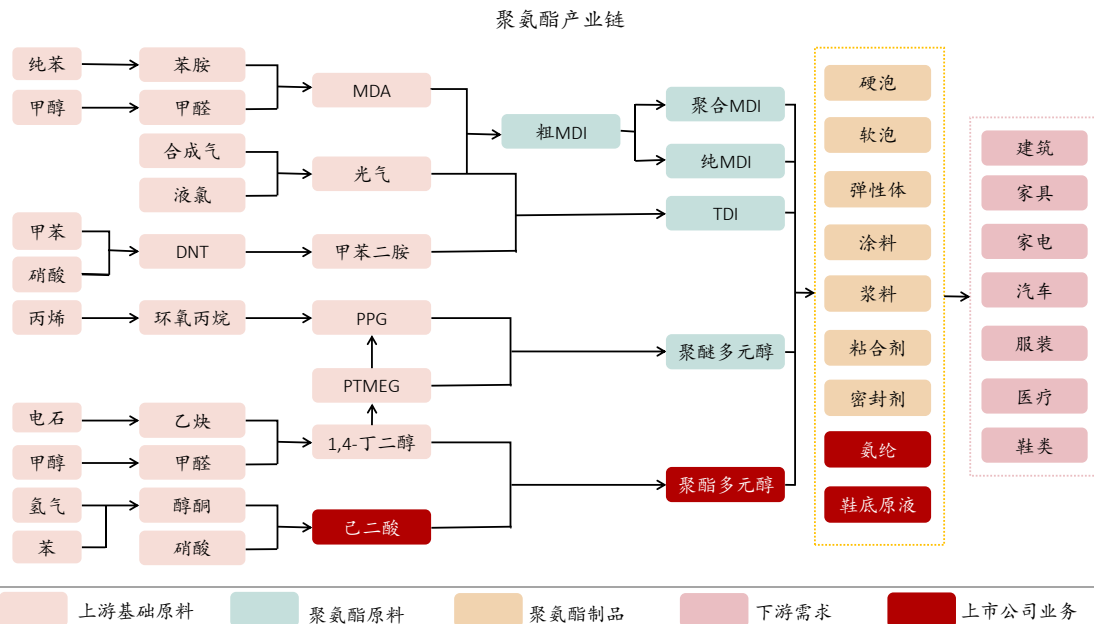 聚氨酯产业链
纯苯
苯胺
甲醇
甲醛
MDA
合成气
液氯
光气
粗MDI
聚合MDI
纯MDI
TDI
甲苯
硝酸
DNT
甲苯二胺
丙烯
环氧丙烷
PPG
PTMEG
聚醚多元醇
电石
乙炔
甲醇
甲醛
1,4-丁二醇
氢气
苯
醇酮
硝酸
己二酸
聚酯多元醇
硬泡
软泡
弹性体
涂料
浆料
粘合剂
密封剂
氨纶
鞋底原液
建筑
家具
家电
汽车
服装
医疗
鞋类
上游基础原料
聚氨酯原料
聚氨酯制品
下游需求
上市公司业务